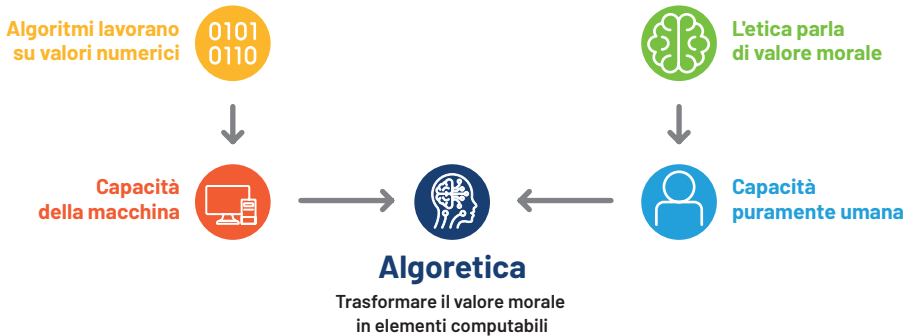 Algoritmi lavorano
su valori numerici
0101
0110
L'etica parla
di valore morale
Capacità
della macchina
Capacità
puramente umana
Algoretica
Trasformare il valore morale
in elementi computabili